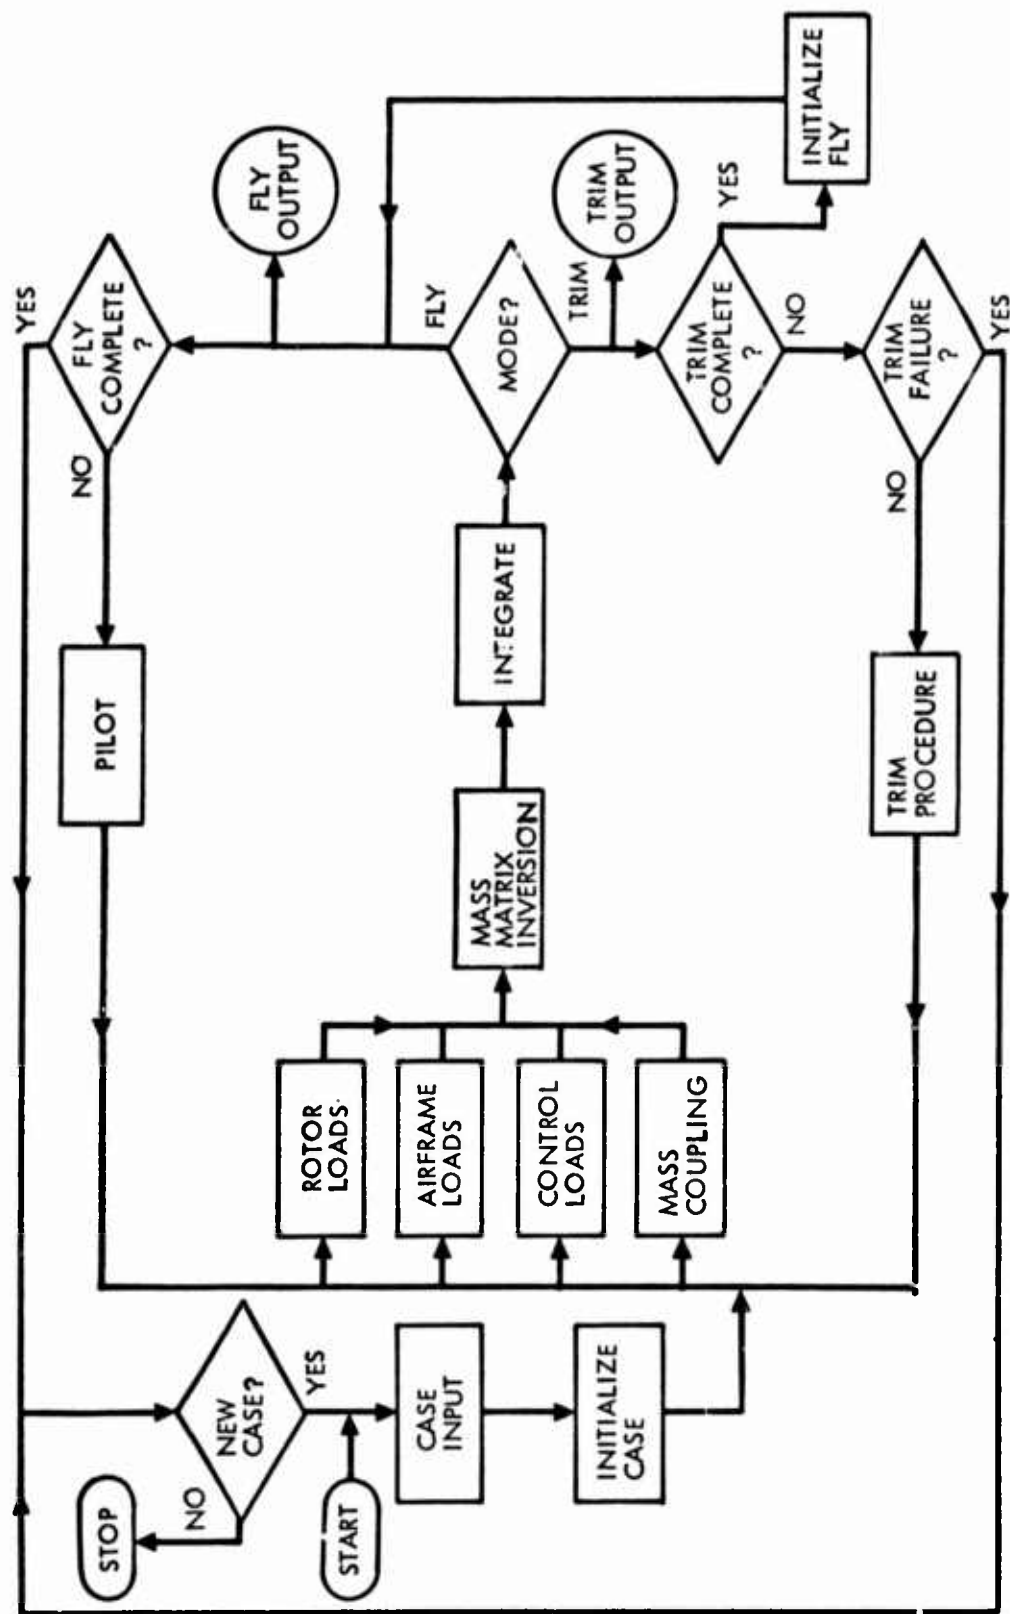 YES
STOP
NO
PILOT
NO
FLY
COMPLETE
?
NEW
CASE?
YES
FLY
OUTPUT
START
ROTOR
LOADS
CASE
INPUT
AIRFRAME
LOADS
FLY
MASS
MATRIX
INVERSION
INTEGRATE
MODE?
CONTROL
LOADS
TRIM
TRIM
OUTPUT
INITIALIZE
CASE
MASS
COUPLING
TRIM
COMPLETE
?
YES
NO
INITIALIZE
FLY
TRIM
PROCEDURE
NO
TRIM
FAILURE
?
YES